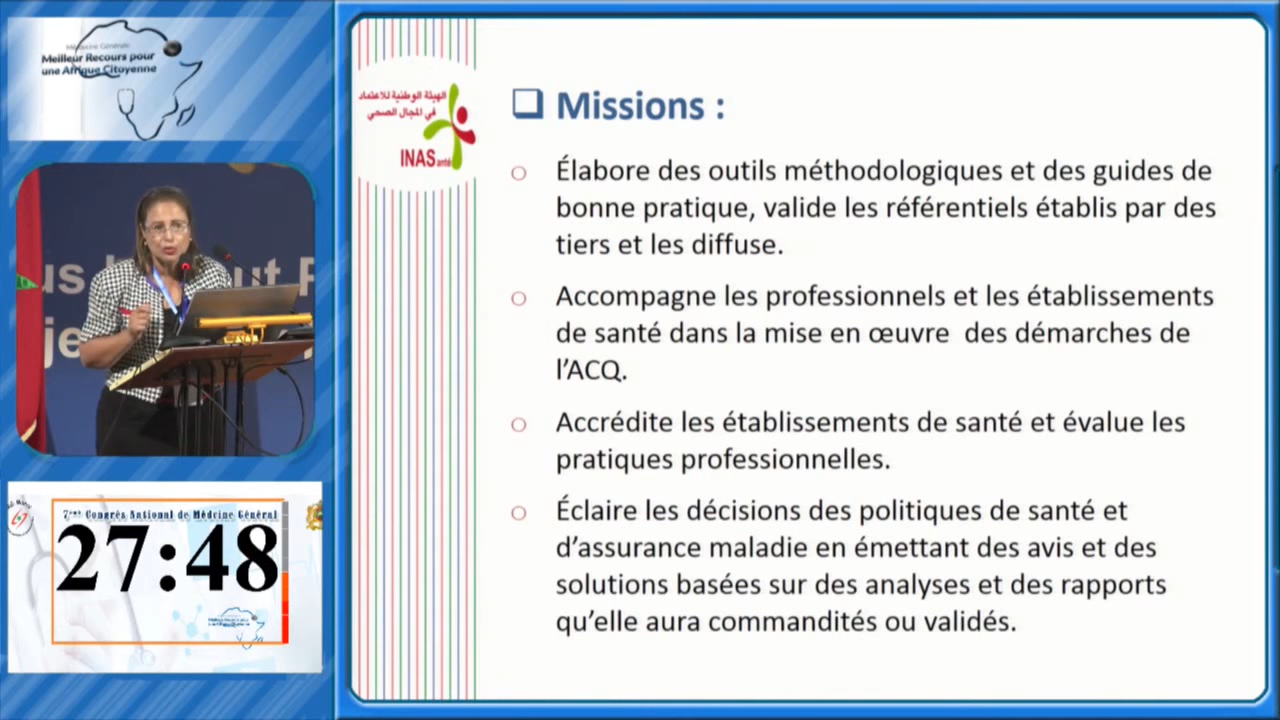 Médecine Générale
Meilleur Recours pour
une Afrique Citoyenne
الهيئة الوطنية للاعتماد
في المجال الصحي
INASanté
❑ Missions :
o Élabore des outils méthodologiques et des guides de
bonne pratique, valide les référentiels établis par des
tiers et les diffuse.
o Accompagne les professionnels et les établissements
de santé dans la mise en œuvre des démarches de
l’ACQ.
o Accrédite les établissements de santé et évalue les
pratiques professionnelles.
o Éclaire les décisions des politiques de santé et
d’assurance maladie en émettant des avis et des
solutions basées sur des analyses et des rapports
qu’elle aura commandités ou validés.
7ème Congrès National de Médcine Général
27:48